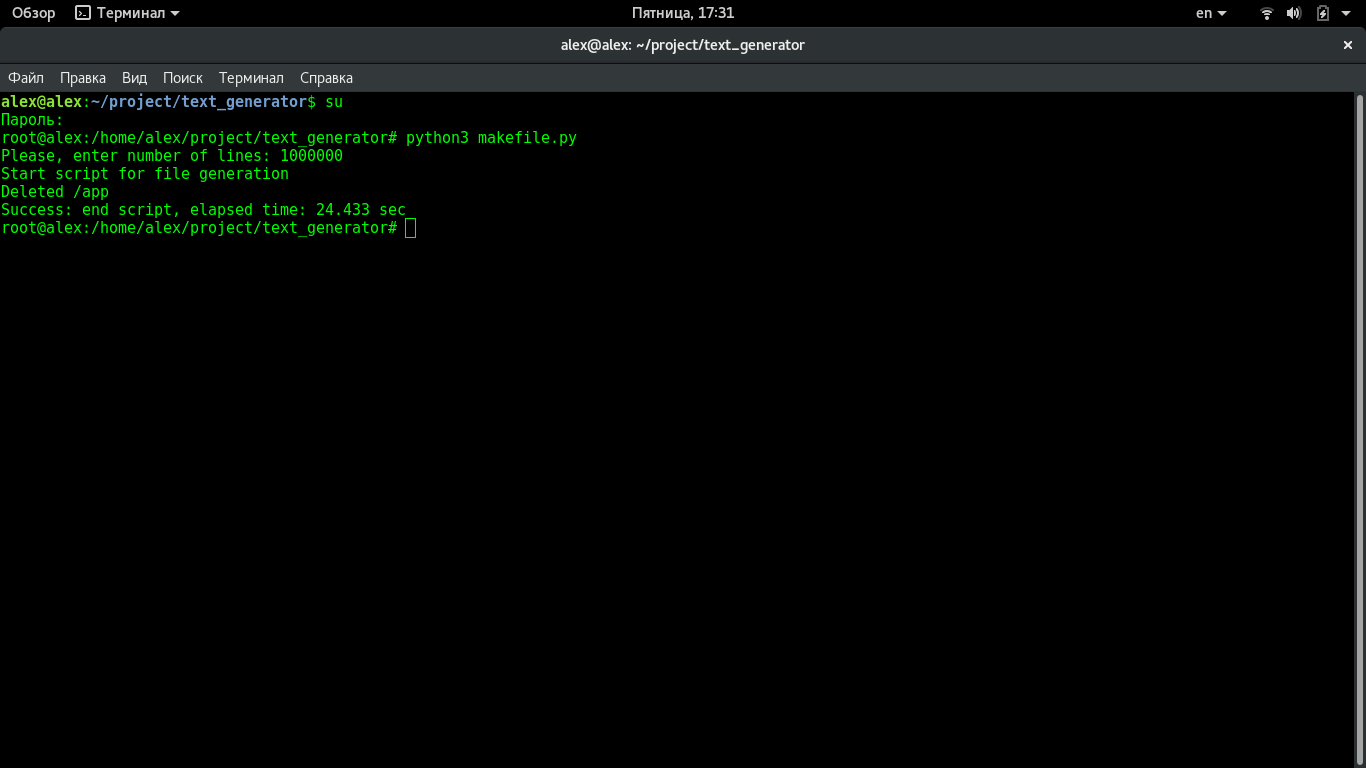 Обзор Терминал Пятница, 17:31 en
alex@alex: ~/project/text_generator
Файл Правка Вид Поиск Терминал Справка
alex@alex:~/project/text_generator$ su
Пароль:
root@alex:/home/alex/project/text_generator# python3 makefile.py
Please, enter number of lines: 1000000
Start script for file generation
Deleted /app
Success: end script, elapsed time: 24.433 sec
root@alex:/home/alex/project/text_generator#